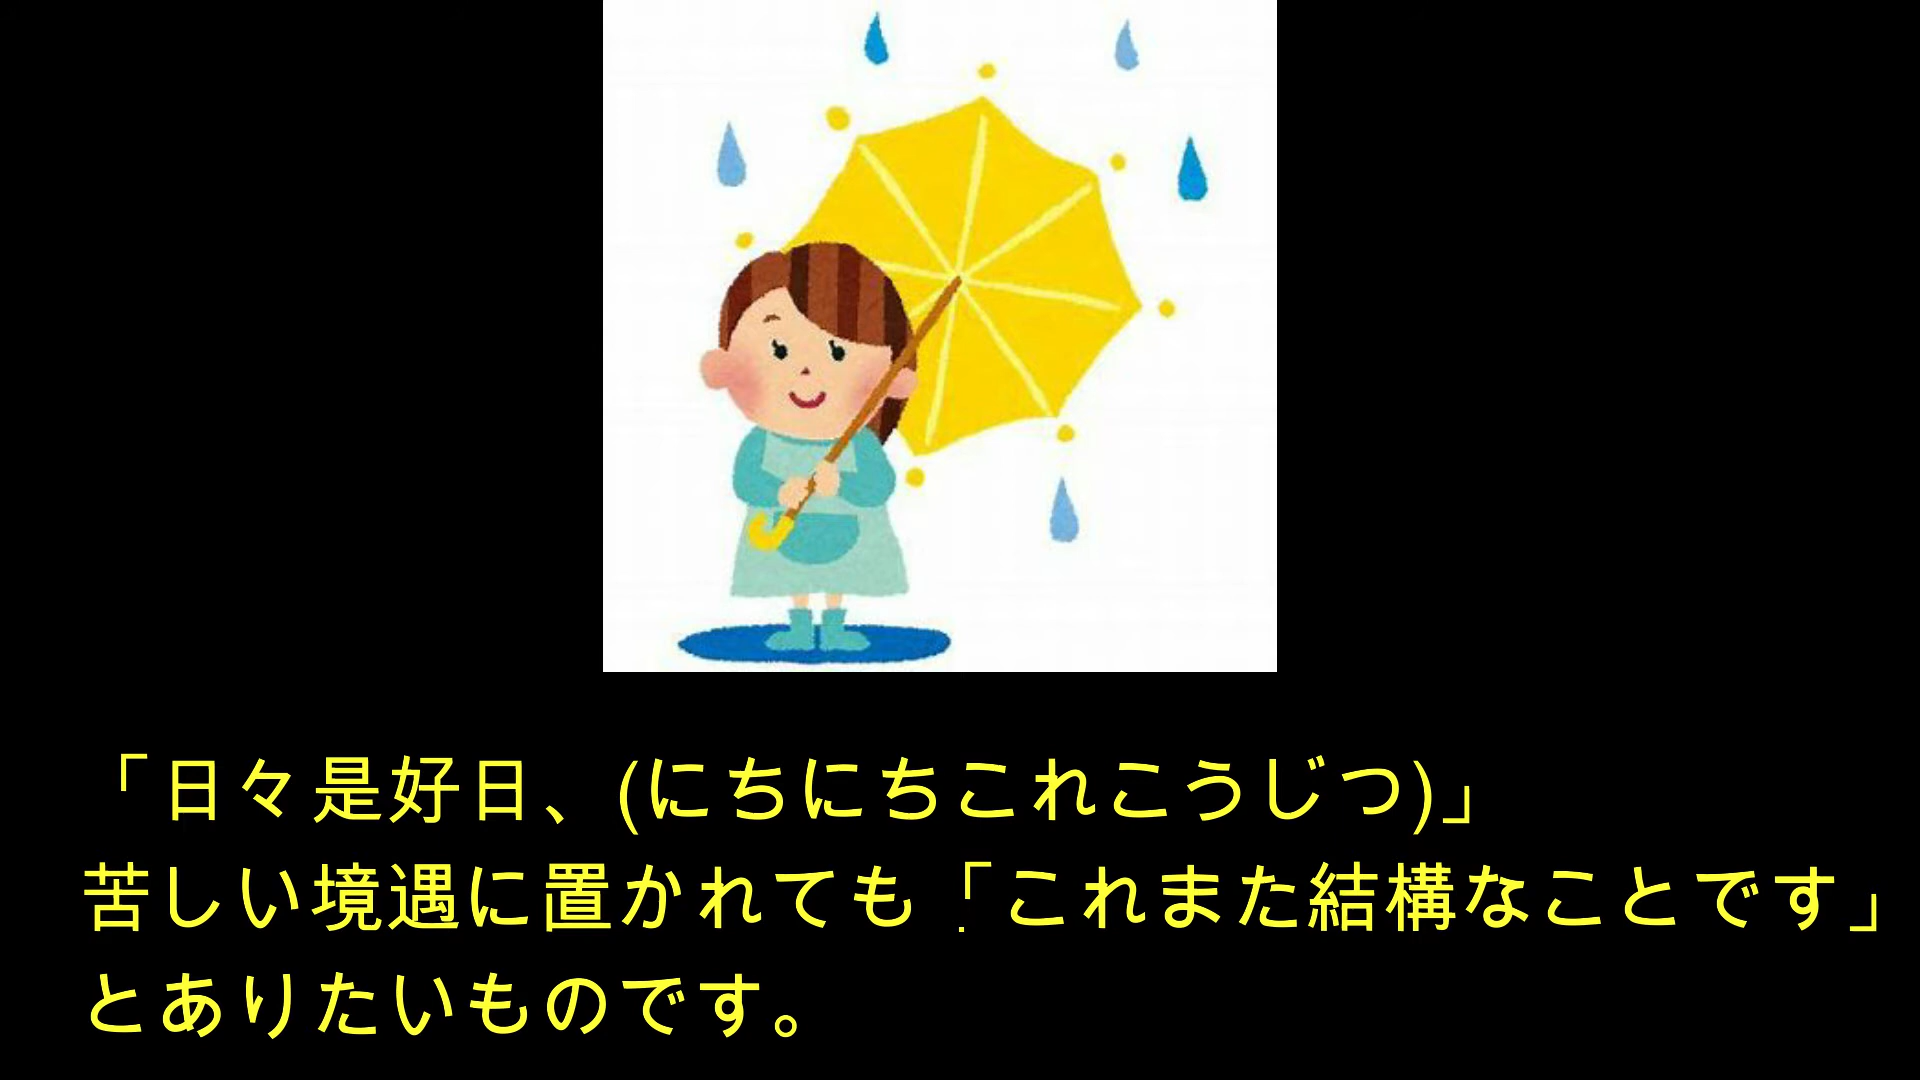 「日々是好日、(にちにちこれこうじつ)」
苦しい境遇に置かれても「これまた結構なことです」
とありたいものです。